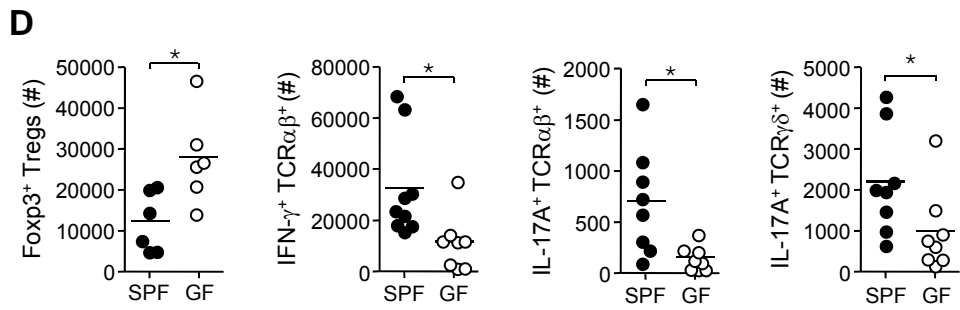 D
Foxp3⁺ Tregs (#)
50000
40000
30000
20000
10000
0
*
SPF GF
IFN-γ⁺ TCRαβ⁺ (#)
80000
60000
40000
20000
0
*
SPF GF
IL-17A⁺ TCRαβ⁺ (#)
2000
1500
1000
500
0
*
SPF GF
IL-17A⁺ TCRγδ⁺ (#)
5000
4000
3000
2000
1000
0
*
SPF GF